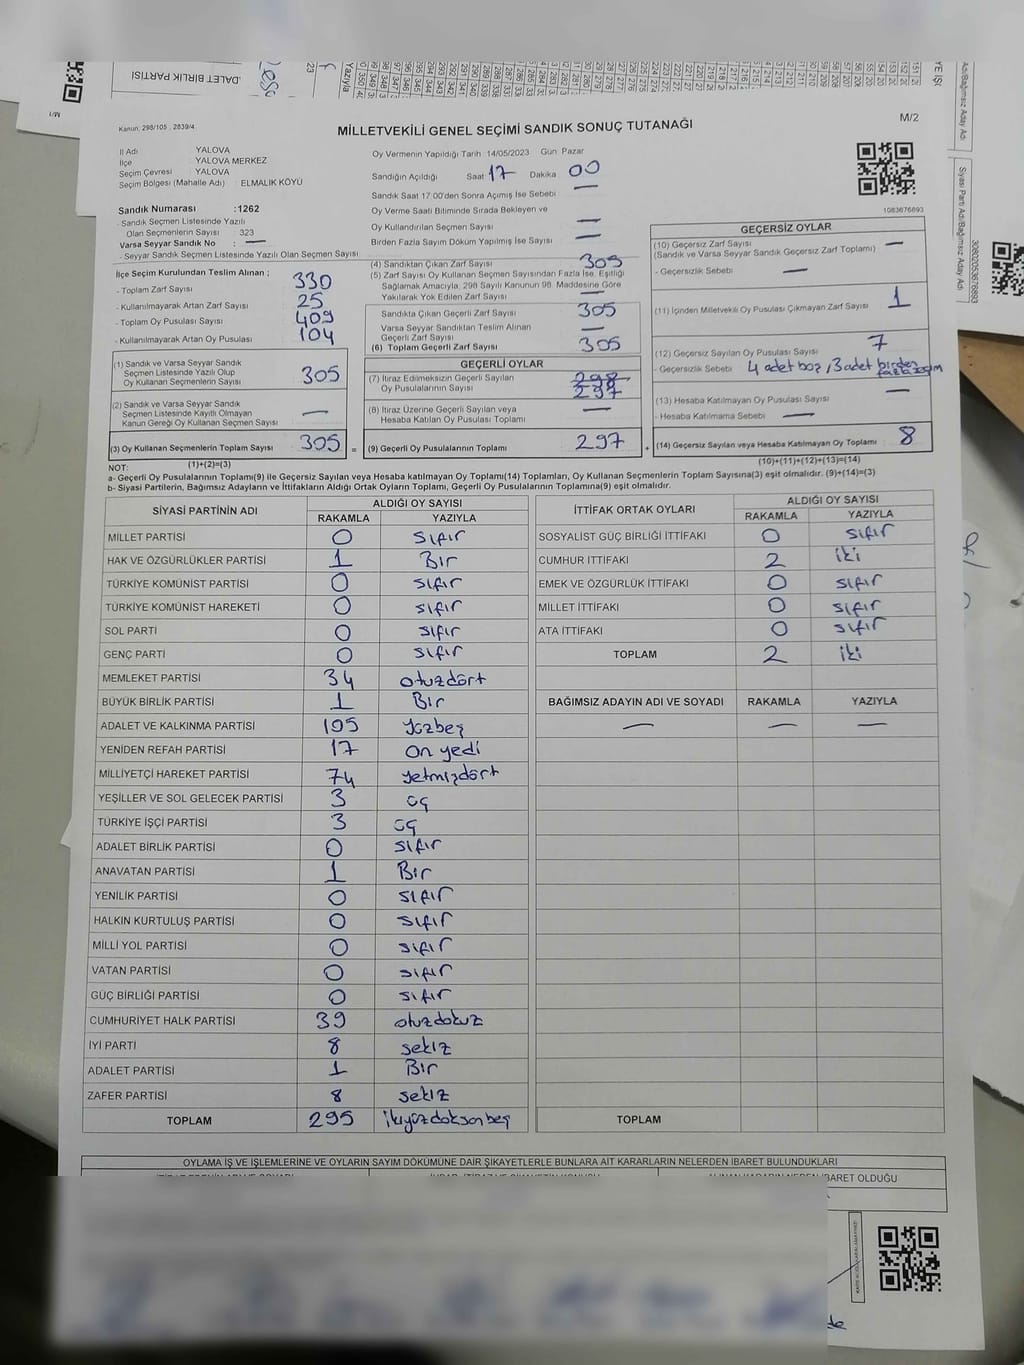 ADALET BİRLİK PARTİSİ
M/1
Kanun, 298/105 , 2839/4
MİLLETVEKİLİ GENEL SEÇİMİ SANDIK SONUÇ TUTANAĞI
M/2
İl Adı : YALOVA
İlçe : YALOVA MERKEZ
Seçim Çevresi : YALOVA
Seçim Bölgesi (Mahalle Adı) : ELMALIK KÖYÜ
Sandık Numarası :1262
- Sandık Seçmen Listesinde Yazılı
Olan Seçmenlerin Sayısı : 323
Varsa Seyyar Sandık No : —
- Seyyar Sandık Seçmen Listesinde Yazılı Olan Seçmen Sayısı
İlçe Seçim Kurulundan Teslim Alınan ;
- Toplam Zarf Sayısı : 330
- Kullanılmayarak Artan Zarf Sayısı : 25
- Toplam Oy Pusulası Sayısı : 409
- Kullanılmayarak Artan Oy Pusulası : 104
(1) Sandık ve Varsa Seyyar Sandık
Seçmen Listesinde Yazılı Olup
Oy Kullanan Seçmenlerin Sayısı 305
(2) Sandık ve Varsa Seyyar Sandık
Seçmen Listesinde Kayıtlı Olmayan
Kanun Gereği Oy Kullanan Seçmen Sayısı —
(3) Oy Kullanan Seçmenlerin Toplam Sayısı 305 =
(1)+(2)=(3)
Oy Vermenin Yapıldığı Tarih :14/05/2023 Gün: Pazar
Sandığın Açıldığı Saat 17 Dakika 00
Sandık Saat 17.00'den Sonra Açılmış İse Sebebi —
Oy Verme Saati Bitiminde Sırada Bekleyen ve
Oy Kullandırılan Seçmen Sayısı —
Birden Fazla Sayım Döküm Yapılmış İse Sayısı —
(4) Sandıktan Çıkan Zarf Sayısı 305
(5) Zarf Sayısı Oy Kullanan Seçmen Sayısından Fazla İse, Eşitliği
Sağlamak Amacıyla, 298 Sayılı Kanunun 98. Maddesine Göre
Yakılarak Yok Edilen Zarf Sayısı —
Sandıkta Çıkan Geçerli Zarf Sayısı 305
Varsa Seyyar Sandıktan Teslim Alınan
Geçerli Zarf Sayısı —
(6) Toplam Geçerli Zarf Sayısı 305
GEÇERLİ OYLAR
(7) İtiraz Edilmeksizin Geçerli Sayılan
Oy Pusulalarının Sayısı 298 297
(8) İtiraz Üzerine Geçerli Sayılan veya
Hesaba Katılan Oy Pusulası Toplamı —
(9) Geçerli Oy Pusulalarının Toplamı 297 +
1083676893
GEÇERSİZ OYLAR
(10) Geçersiz Zarf Sayısı —
(Sandık ve Varsa Seyyar Sandık Geçersiz Zarf Toplamı)
- Geçersizlik Sebebi —
(11) İçinden Milletvekili Oy Pusulası Çıkmayan Zarf Sayısı 1
(12) Geçersiz Sayılan Oy Pusulası Sayısı 7
- Geçersizlik Sebebi 4 adet boş, 3 adet birden
(13) Hesaba Katılmayan Oy Pusulası Sayısı —
- Hesaba Katılmama Sebebi —
(14) Geçersiz Sayılan veya Hesaba Katılmayan Oy Toplamı 8
(10)+(11)+(12)+(13)=(14)
NOT:
a- Geçerli Oy Pusulalarının Toplamı(9) ile Geçersiz Sayılan veya Hesaba katılmayan Oy Toplamı(14) Toplamları, Oy Kullanan Seçmenlerin Toplam Sayısına(3) eşit olmalıdır. (9)+(14)=(3)
b- Siyasi Partilerin, Bağımsız Adayların ve İttifakların Aldığı Ortak Oyların Toplamı, Geçerli Oy Pusulalarının Toplamına(9) eşit olmalıdır.
SİYASİ PARTİNİN ADI ALDIĞI OY SAYISI
RAKAMLA YAZIYLA
MİLLET PARTİSİ 0 sıfır
HAK VE ÖZGÜRLÜKLER PARTİSİ 1 Bir
TÜRKİYE KOMÜNİST PARTİSİ 0 sıfır
TÜRKİYE KOMÜNİST HAREKETİ 0 sıfır
SOL PARTİ 0 sıfır
GENÇ PARTİ 0 sıfır
MEMLEKET PARTİSİ 34 otuzdört
BÜYÜK BİRLİK PARTİSİ 1 Bir
ADALET VE KALKINMA PARTİSİ 105 yüzbeş
YENİDEN REFAH PARTİSİ 17 on yedi
MİLLİYETÇİ HAREKET PARTİSİ 74 yetmişdört
YEŞİLLER VE SOL GELECEK PARTİSİ 3 üç
TÜRKİYE İŞÇİ PARTİSİ 3 üç
ADALET BİRLİK PARTİSİ 0 sıfır
ANAVATAN PARTİSİ 1 Bir
YENİLİK PARTİSİ 0 sıfır
HALKIN KURTULUŞ PARTİSİ 0 sıfır
MİLLİ YOL PARTİSİ 0 sıfır
VATAN PARTİSİ 0 sıfır
GÜÇ BİRLİĞİ PARTİSİ 0 sıfır
CUMHURİYET HALK PARTİSİ 39 otuzdokuz
İYİ PARTİ 8 sekiz
ADALET PARTİSİ 1 Bir
ZAFER PARTİSİ 8 sekiz
TOPLAM 295 ikiyüzdoksanbeş
İTTİFAK ORTAK OYLARI ALDIĞI OY SAYISI
RAKAMLA YAZIYLA
SOSYALİST GÜÇ BİRLİĞİ İTTİFAKI 0 sıfır
CUMHUR İTTİFAKI 2 iki
EMEK VE ÖZGÜRLÜK İTTİFAKI 0 sıfır
MİLLET İTTİFAKI 0 sıfır
ATA İTTİFAKI 0 sıfır
TOPLAM 2 iki
BAĞIMSIZ ADAYIN ADI VE SOYADI RAKAMLA YAZIYLA
— — —
TOPLAM
OYLAMA İŞ VE İŞLEMLERİNE VE OYLARIN SAYIM DÖKÜMÜNE DAİR ŞİKAYETLERLE BUNLARA AİT KARARLARIN NELERDEN İBARET BULUNDUKLARI
İBARET OLDUĞU
Siyasi Parti Adı/Bağımsız Aday Adı
30802053676893